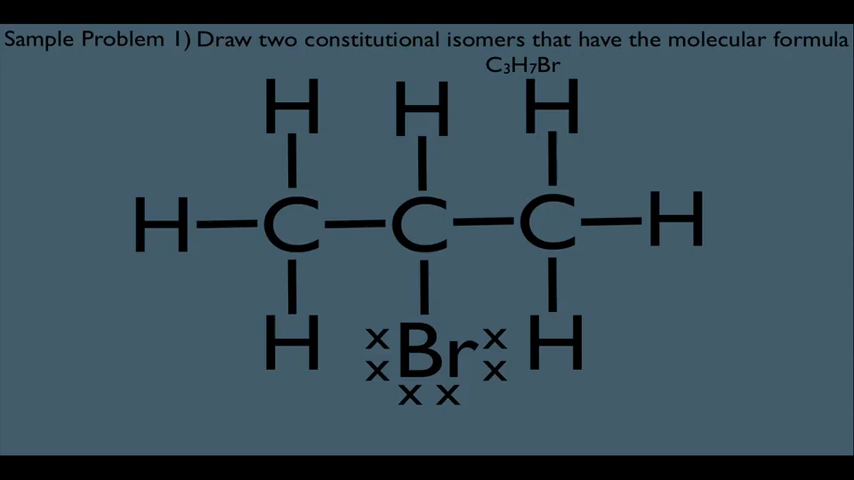 Sample Problem 1) Draw two constitutional isomers that have the molecular formula
C₃H₇Br
H H H
H C C C H
H x Br x H
x x
x x